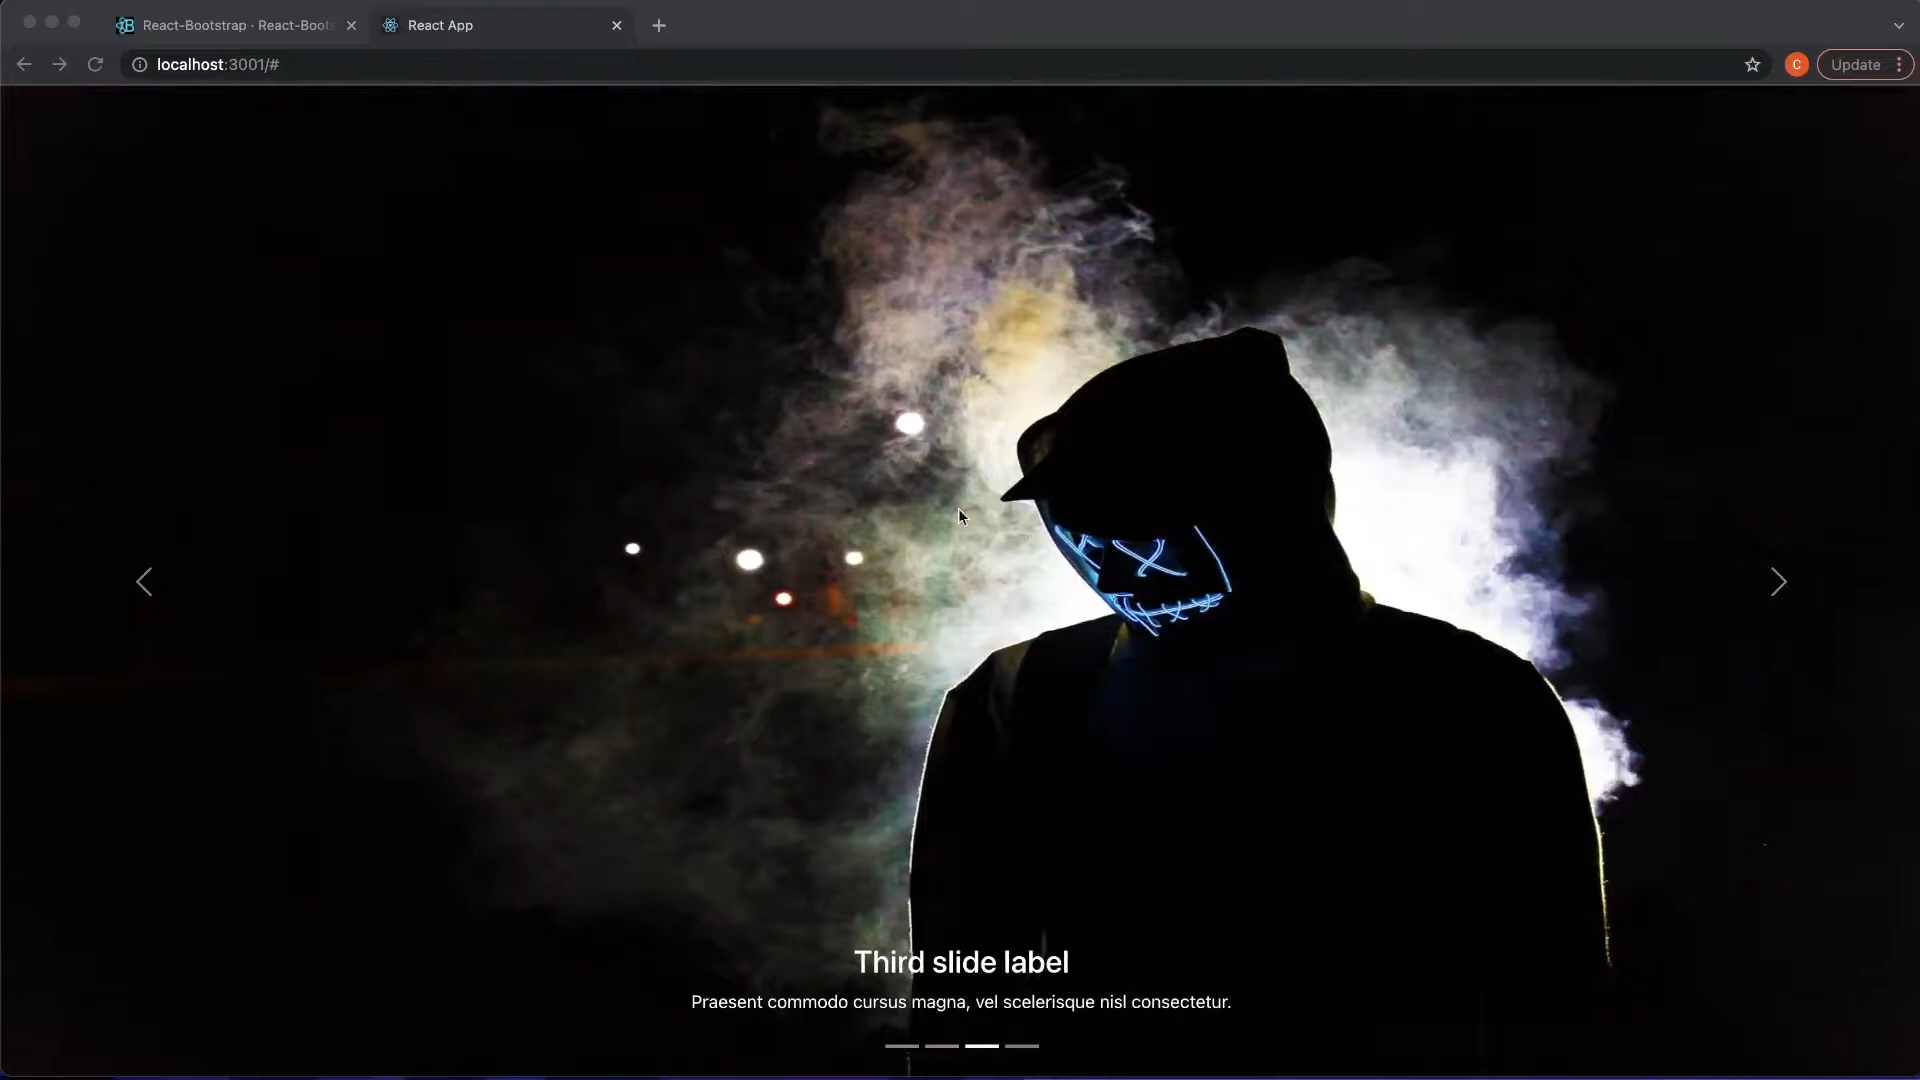 React-Bootstrap · React-Boots
React App
localhost:3001/#
C
Update
Third slide label
Praesent commodo cursus magna, vel scelerisque nisl consectetur.